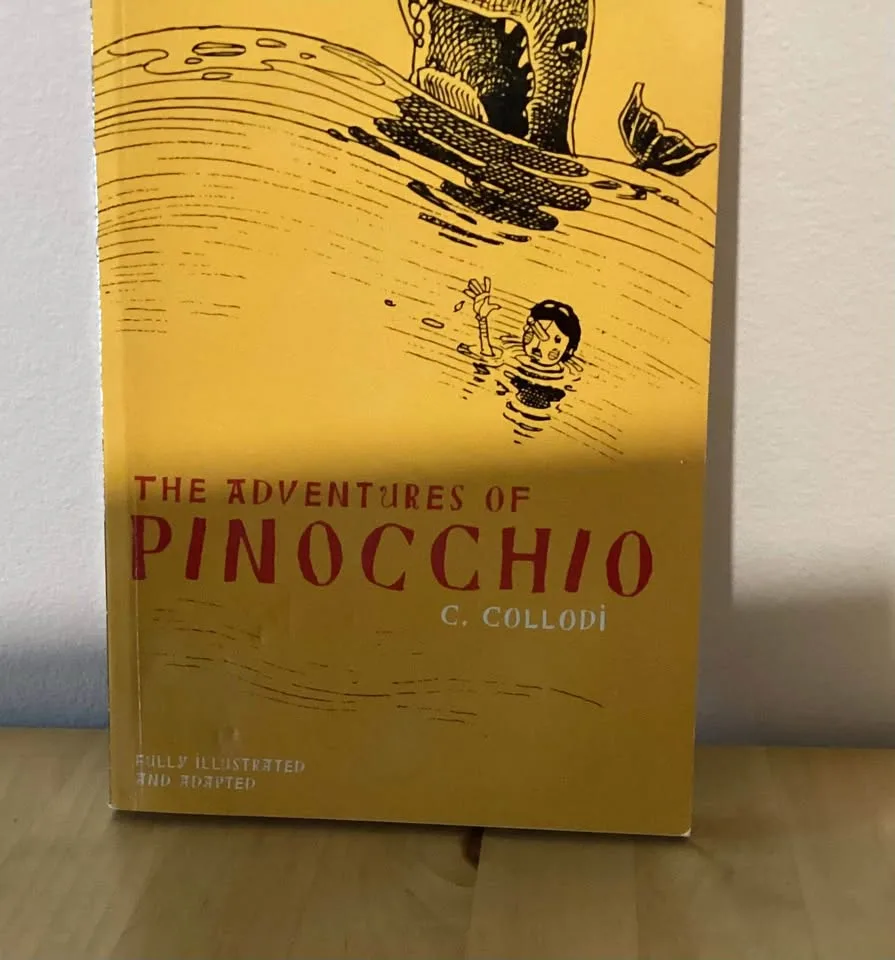 THE ADVENTURES OF
PINOCCHIO
C. COLLODI
FULLY ILLUSTRATED
AND ADAPTED